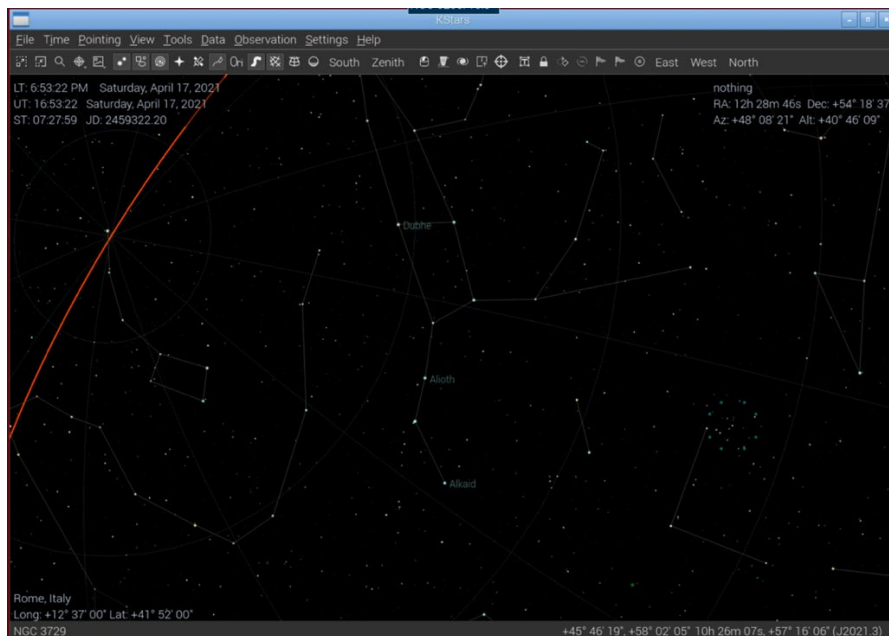 KStars
File Time Pointing View Tools Data Observation Settings Help
South Zenith East West North
LT: 6:53:22 PM Saturday, April 17, 2021
UT: 16:53:22 Saturday, April 17, 2021
ST: 07:27:59 JD: 2459322.20
nothing
RA: 12h 28m 46s Dec: +54° 18' 37
Az: +48° 08' 21" Alt: +40° 46' 09"
Dubhe
Alioth
Alkaid
Rome, Italy
Long: +12° 37' 00" Lat: +41° 52' 00"
NGC 3729
+45° 46' 19", +58° 02' 05" 10h 26m 07s, +57° 16' 06" (J2021.3)